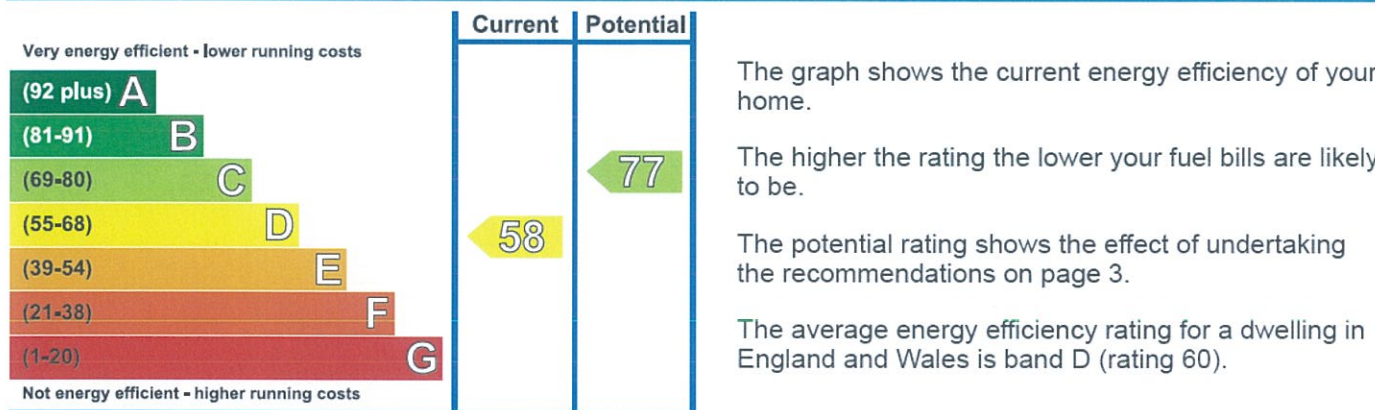 Current Potential
Very energy efficient - lower running costs
(92 plus) A
(81-91) B
(69-80) C
(55-68) D
(39-54) E
(21-38) F
(1-20) G
Not energy efficient - higher running costs
77
58
The graph shows the current energy efficiency of your
home.
The higher the rating the lower your fuel bills are likely
to be.
The potential rating shows the effect of undertaking
the recommendations on page 3.
The average energy efficiency rating for a dwelling in
England and Wales is band D (rating 60).